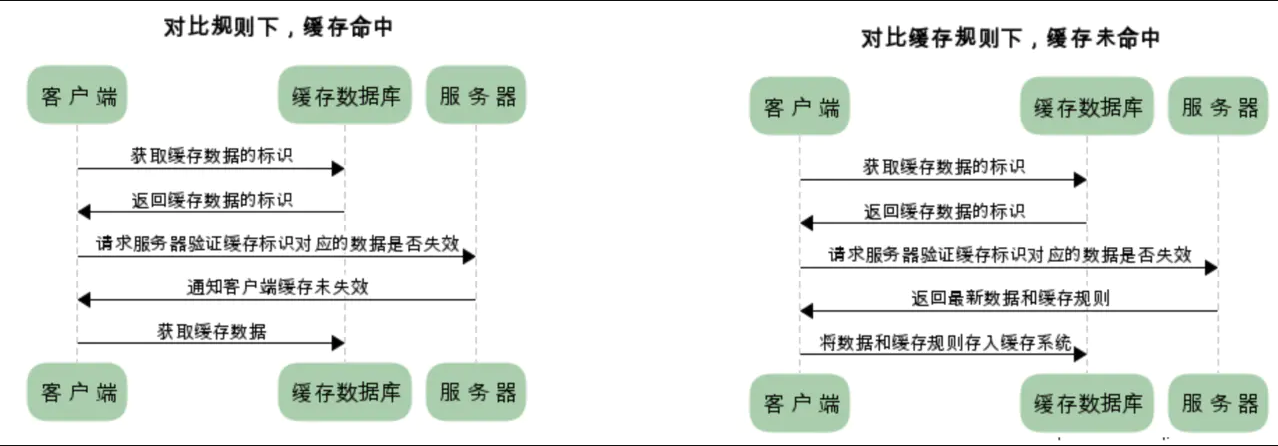 对比规则下，缓存命中
客户端
缓存数据库
服务器
获取缓存数据的标识
返回缓存数据的标识
请求服务器验证缓存标识对应的数据是否失效
通知客户端缓存未失效
获取缓存数据
客户端
缓存数据库
服务器
对比缓存规则下，缓存未命中
客户端
缓存数据库
服务器
获取缓存数据的标识
返回缓存数据的标识
请求服务器验证缓存标识对应的数据是否失效
返回最新数据和缓存规则
将数据和缓存规则存入缓存系统
客户端
缓存数据库
服务器